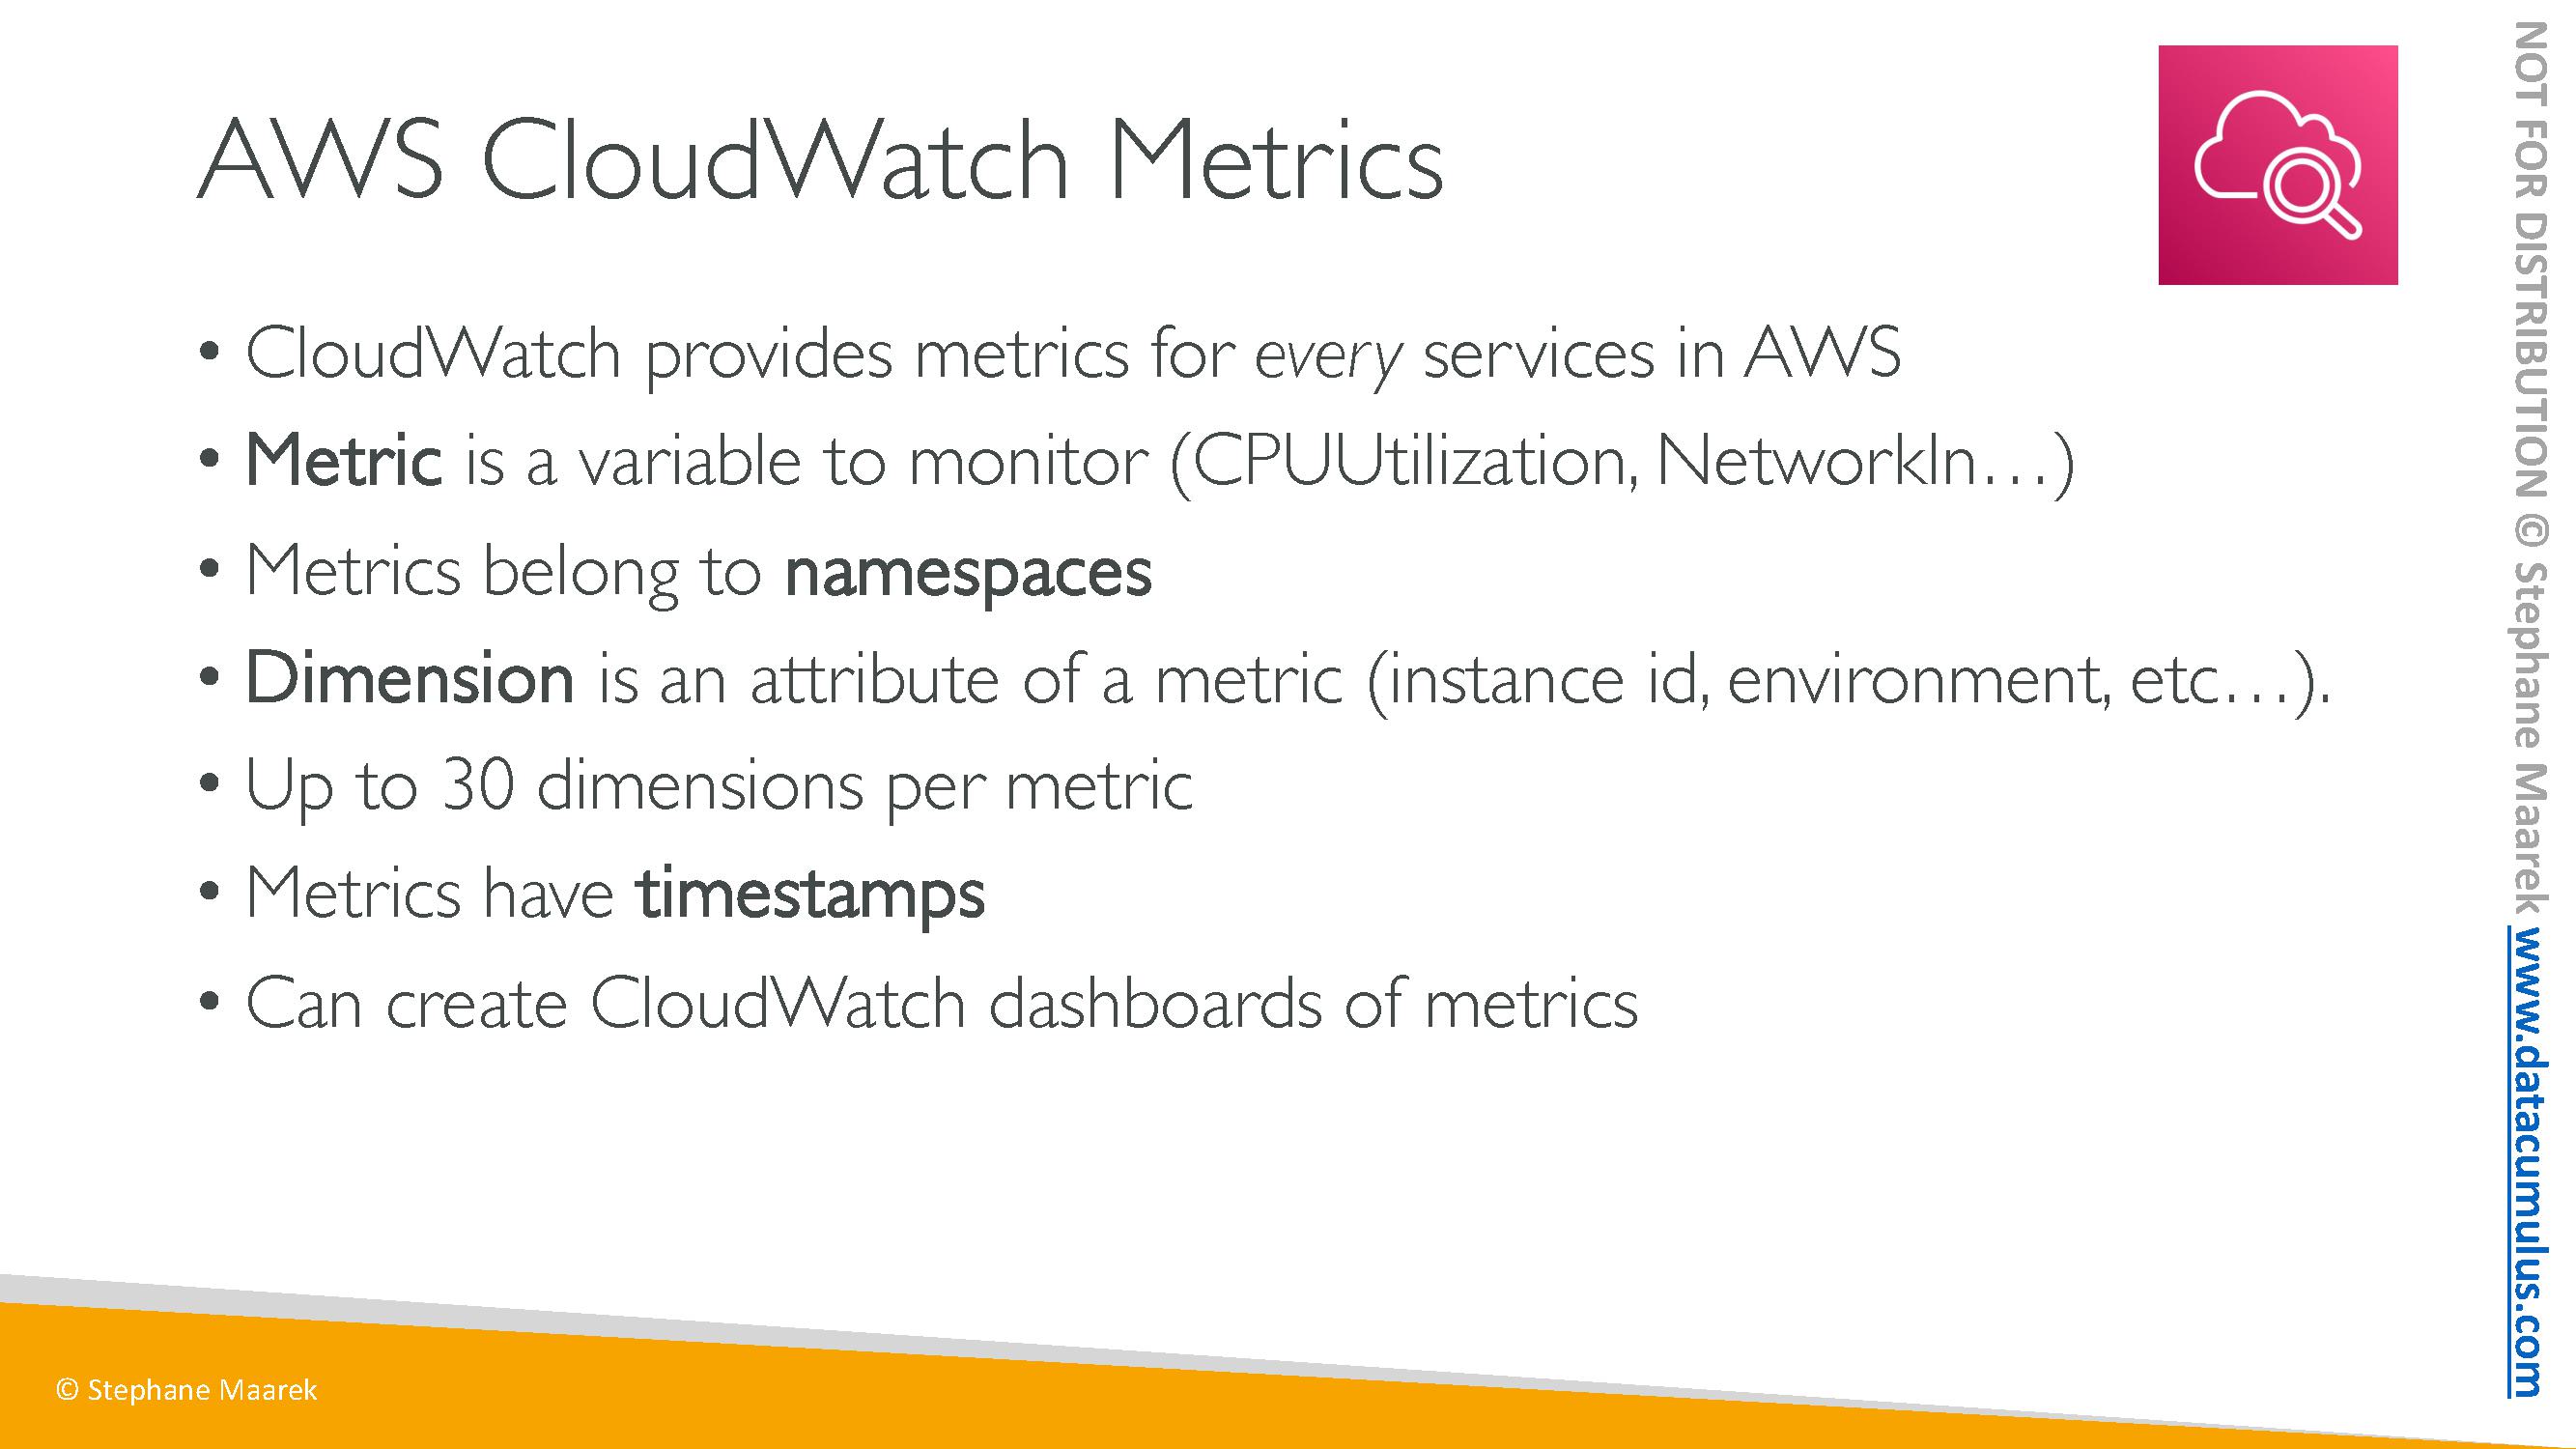 AWS CloudWatch Metrics
• CloudWatch provides metrics for every services in AWS
• Metric is a variable to monitor (CPUUtilization, NetworkIn…)
• Metrics belong to namespaces
• Dimension is an attribute of a metric (instance id, environment, etc…).
• Up to 30 dimensions per metric
• Metrics have timestamps
• Can create CloudWatch dashboards of metrics
© Stephane Maarek
NOT FOR DISTRIBUTION © Stephane Maarek www.datacumulus.com